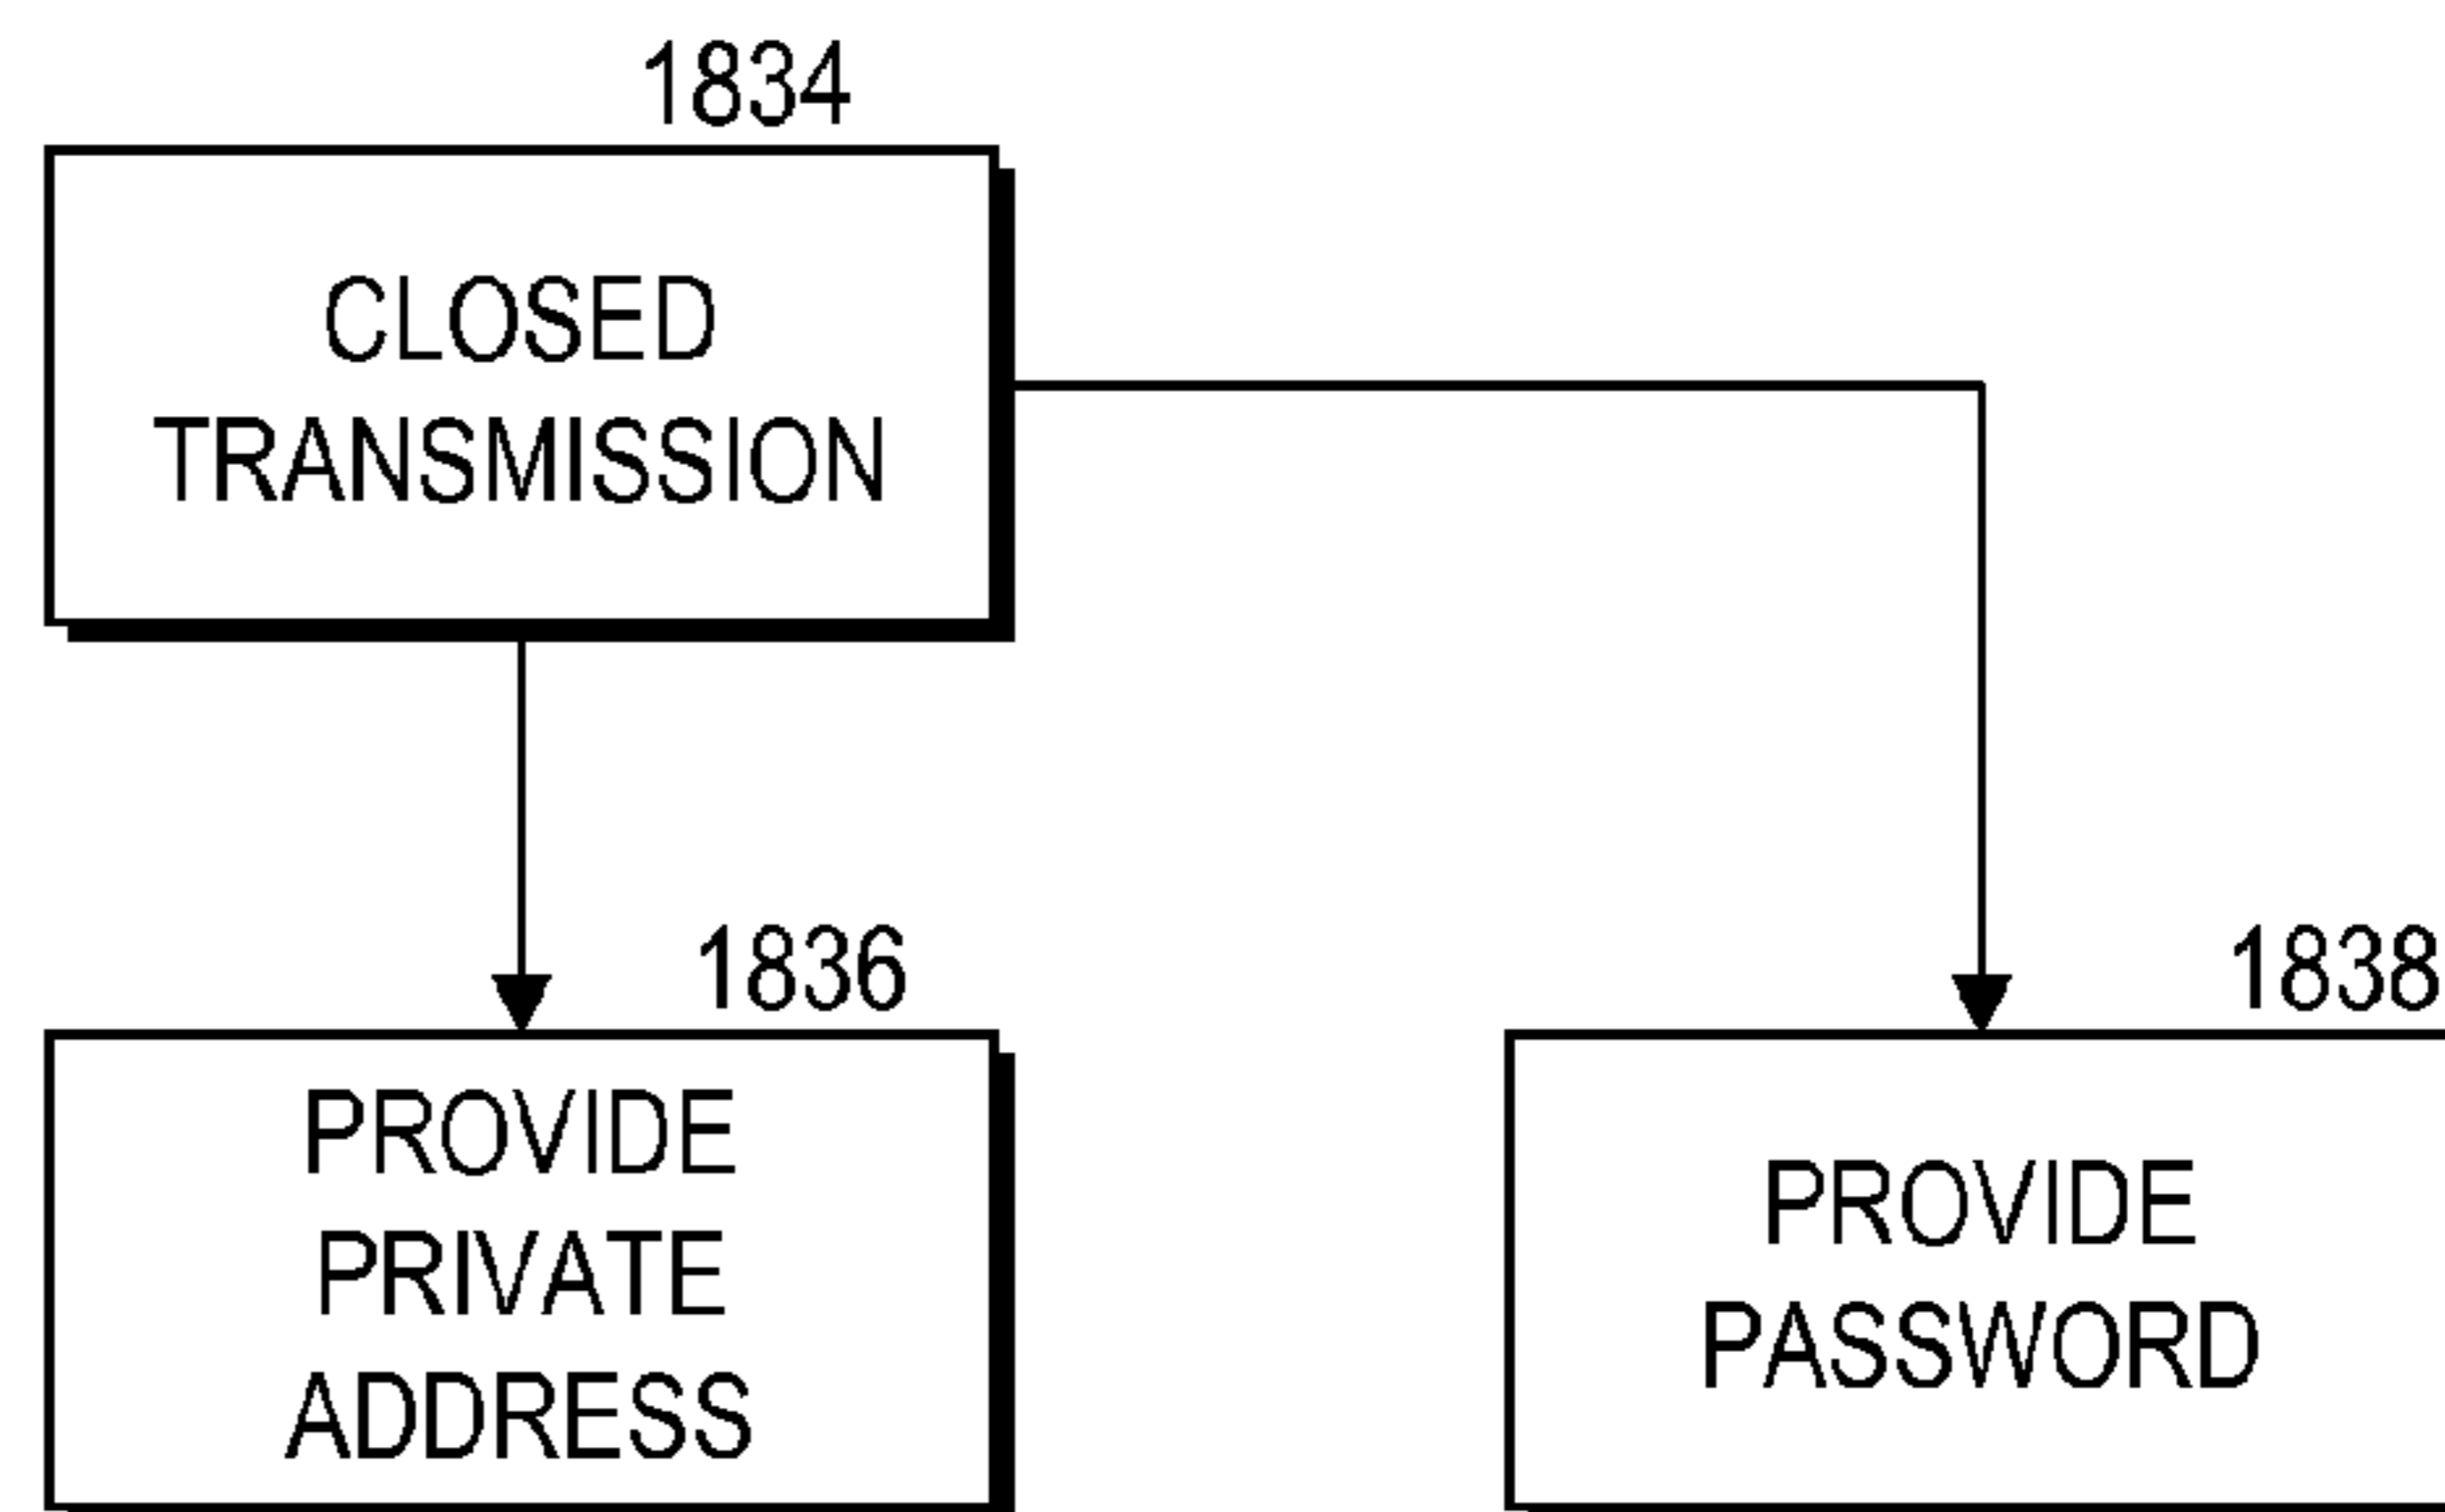 1834
CLOSED
TRANSMISSION
1836
PROVIDE
PRIVATE
ADDRESS
1838
PROVIDE
PASSWORD